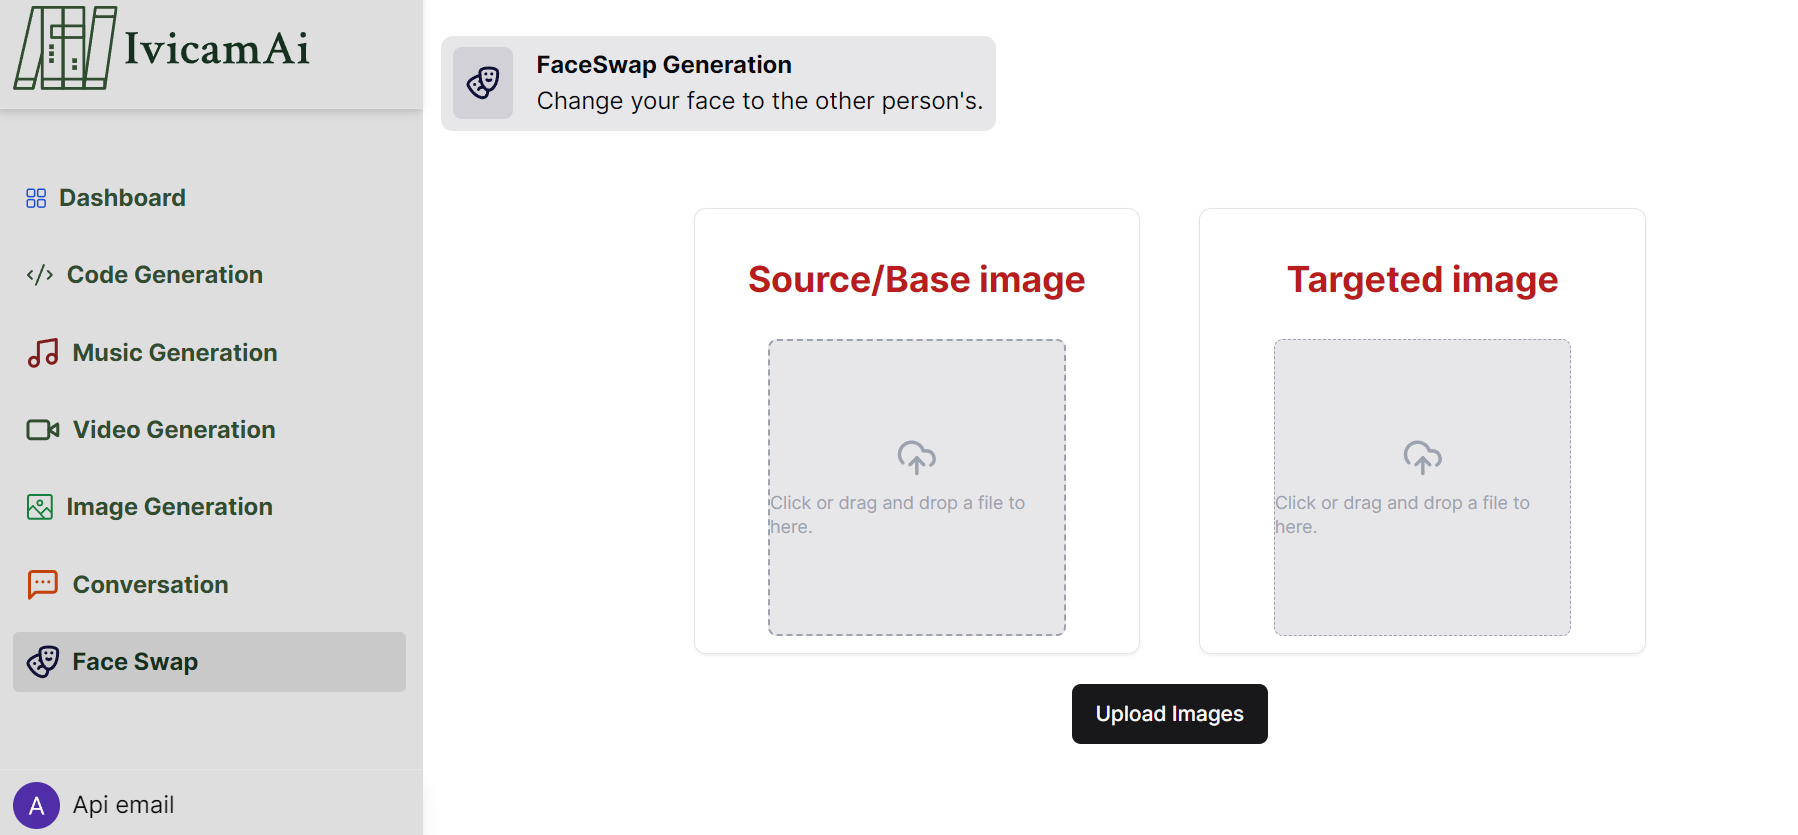 IvicamAi
Dashboard
Code Generation
Music Generation
Video Generation
Image Generation
Conversation
Face Swap
A
Api email
FaceSwap Generation
Change your face to the other person's.
Source/Base image
Click or drag and drop a file to
here.
Targeted image
Click or drag and drop a file to
here.
Upload Images